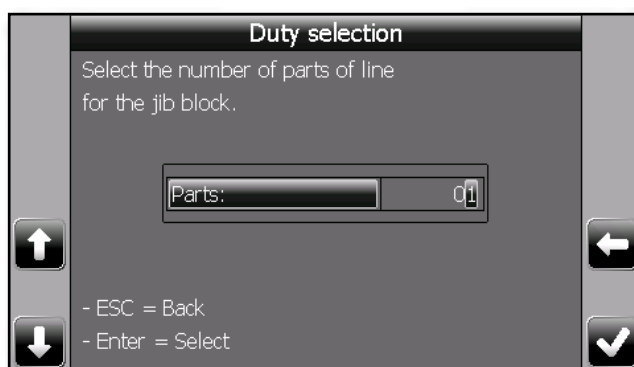 Duty selection
Select the number of parts of line
for the jib block.
Parts: 01
- ESC = Back
- Enter = Select